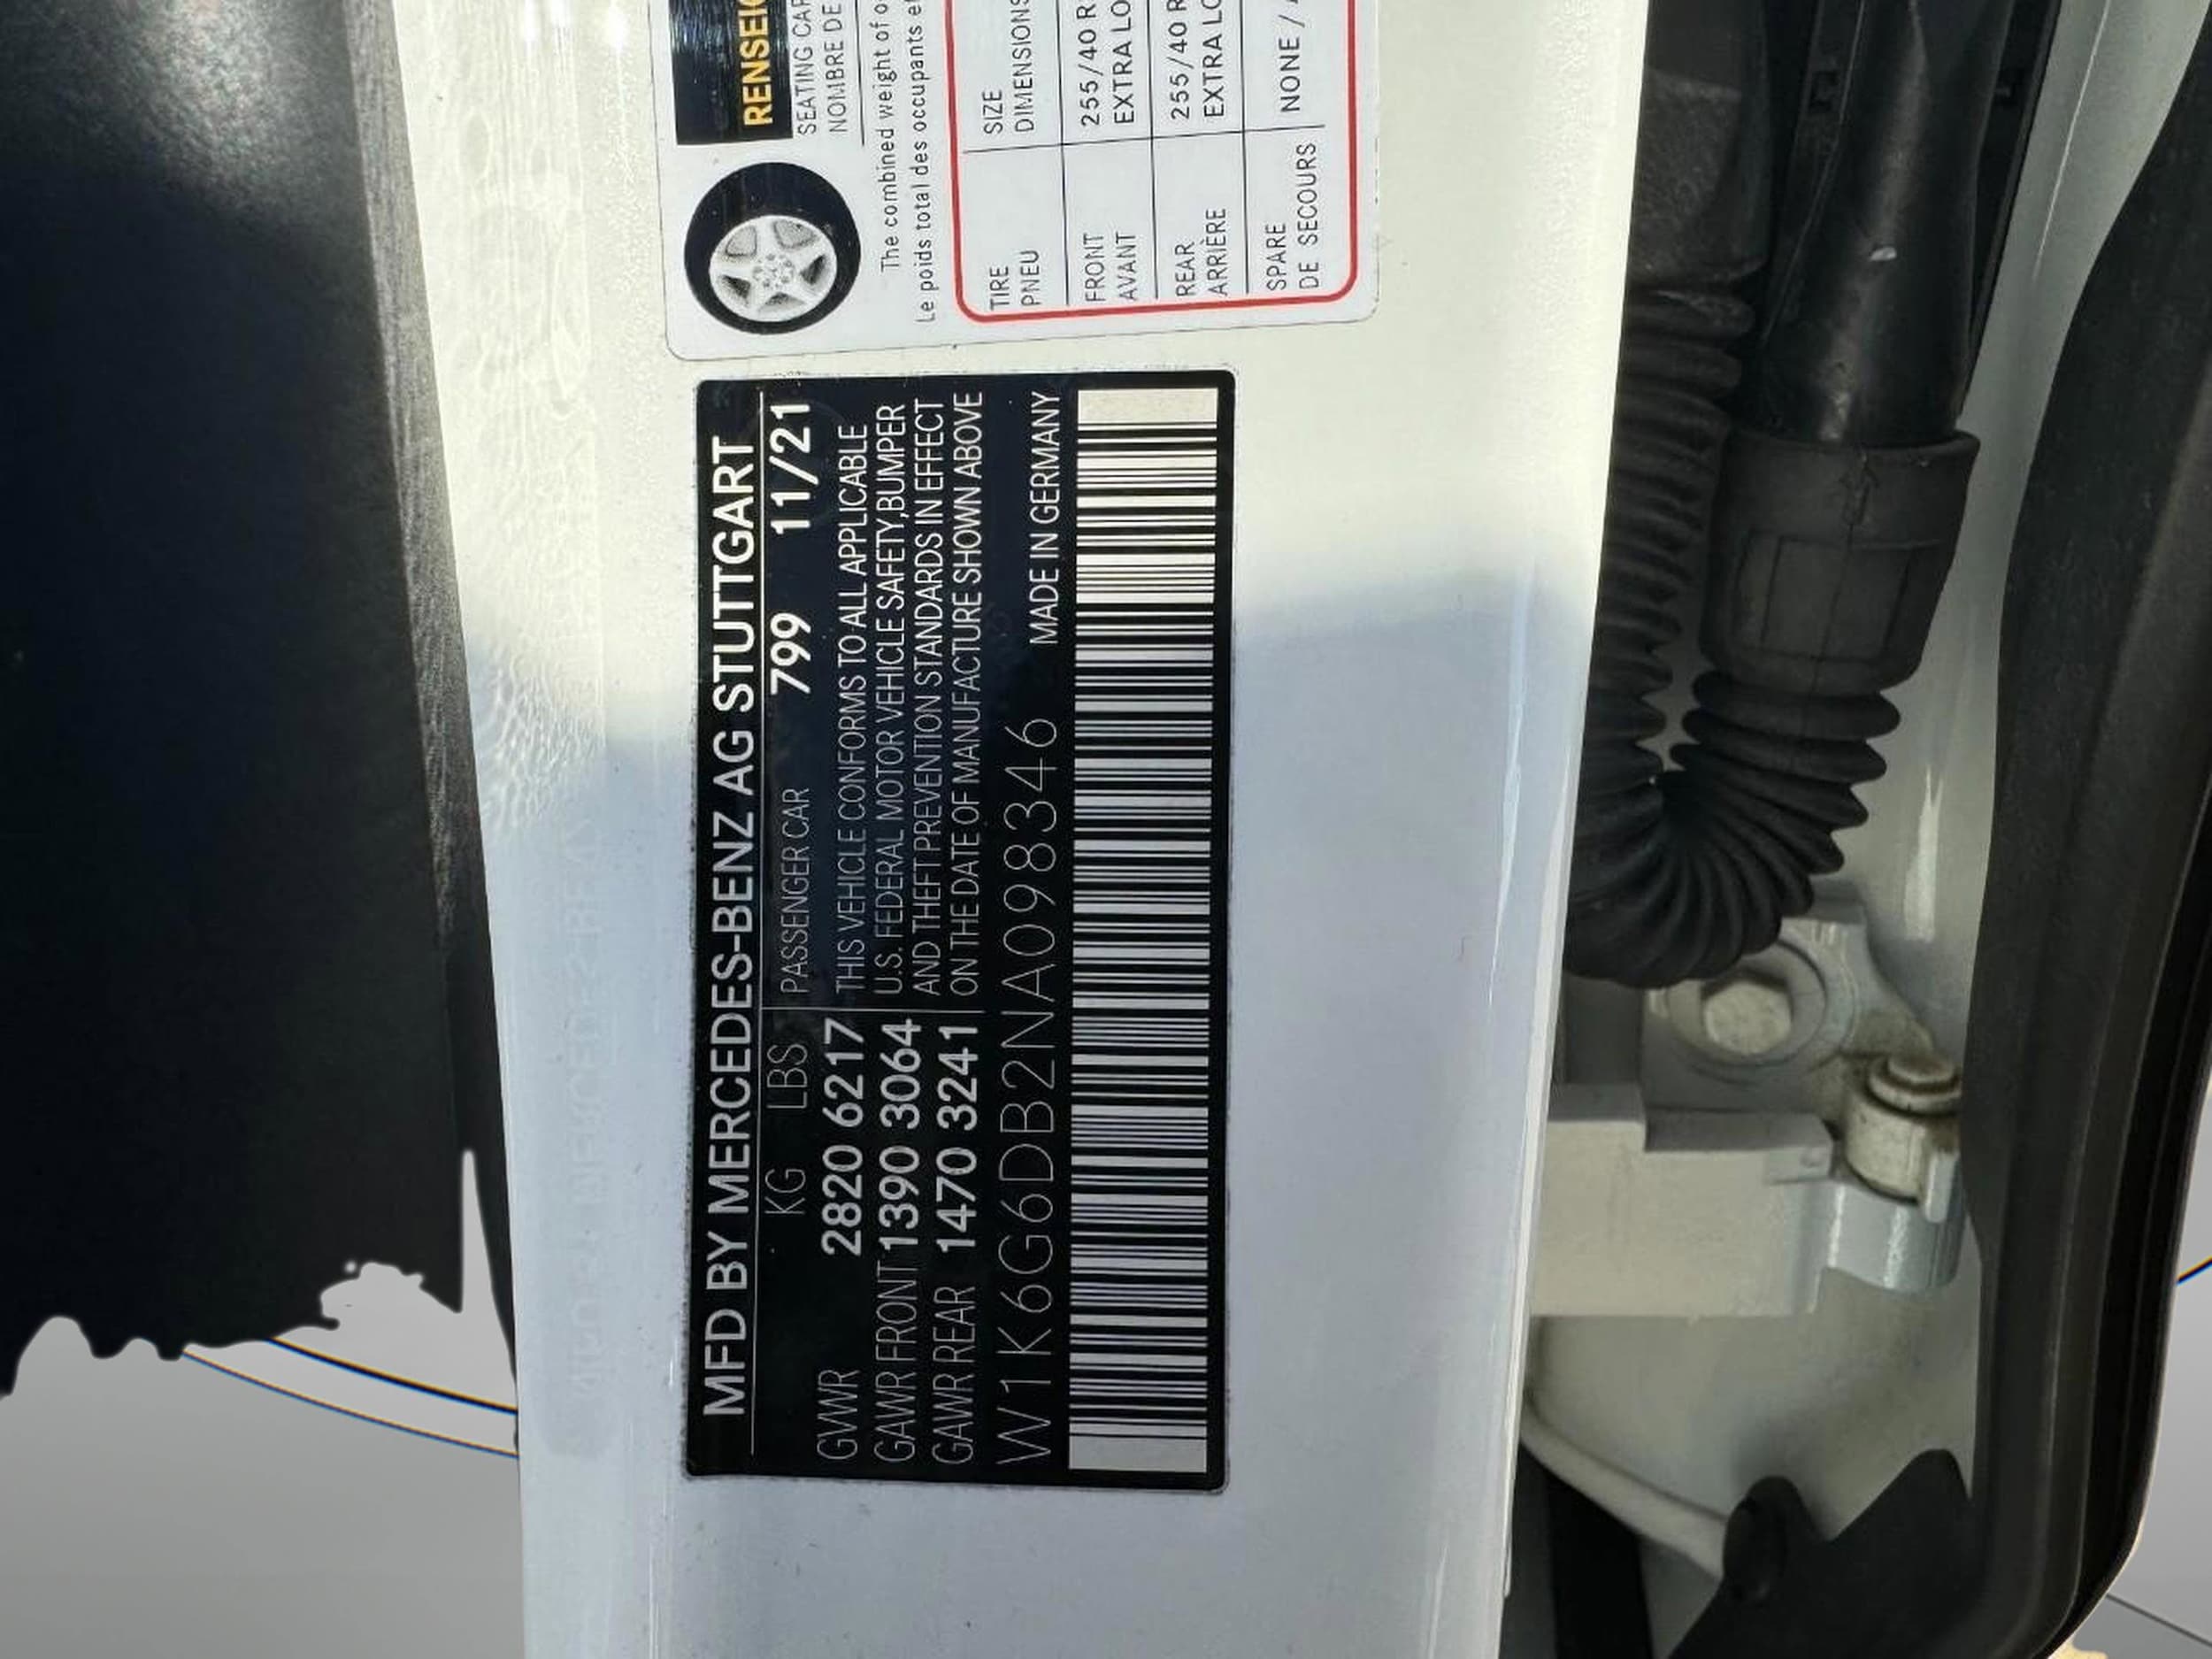 MFD BY MERCEDES-BENZ AG STUTTGART
KG LBS PASSENGER CAR 799 11/21
GVWR 2820 6217
GAWR FRONT 1390 3064
GAWR REAR 1470 3241
THIS VEHICLE CONFORMS TO ALL APPLICABLE
U.S. FEDERAL MOTOR VEHICLE SAFETY,BUMPER
AND THEFT PREVENTION STANDARDS IN EFFECT
ON THE DATE OF MANUFACTURE SHOWN ABOVE
W1K6G6DB2NA098346 MADE IN GERMANY
SEATING
NOMBRE DE
The combined weight of
Le poids total des occupants
TIRE SIZE
PNEU DIMENSIONS
FRONT 255/40 R
AVANT EXTRA
REAR 255/40 R
ARRIÈRE EXTRA
SPARE NONE /
DE SECOURS